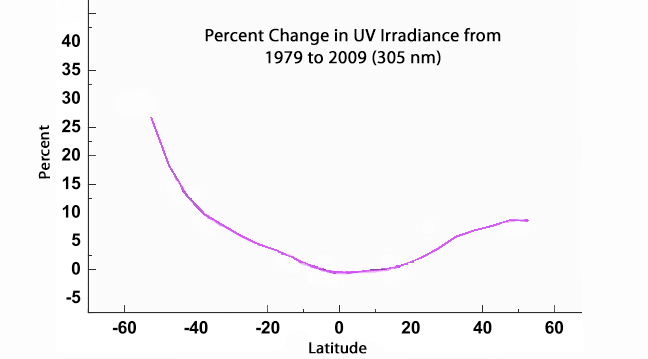 Percent Change in UV Irradiance from
1979 to 2009 (305 nm)
Percent
40
35
30
25
20
15
10
5
0
-5
-60 -40 -20 0 20 40 60
Latitude